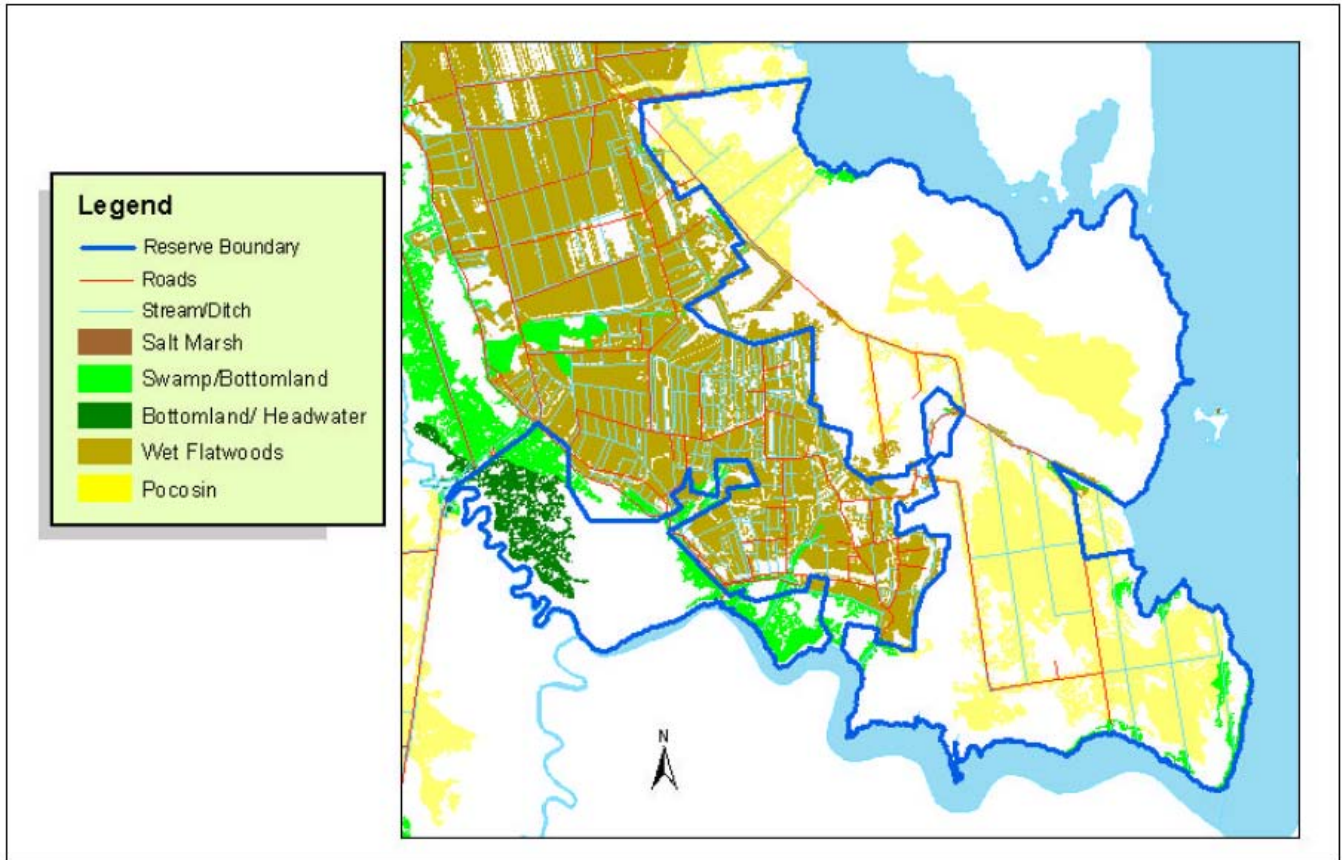 Legend
Reserve Boundary
Roads
Stream/Ditch
Salt Marsh
Swamp/Bottomland
Bottomland/ Headwater
Wet Flatwoods
Pocosin
N